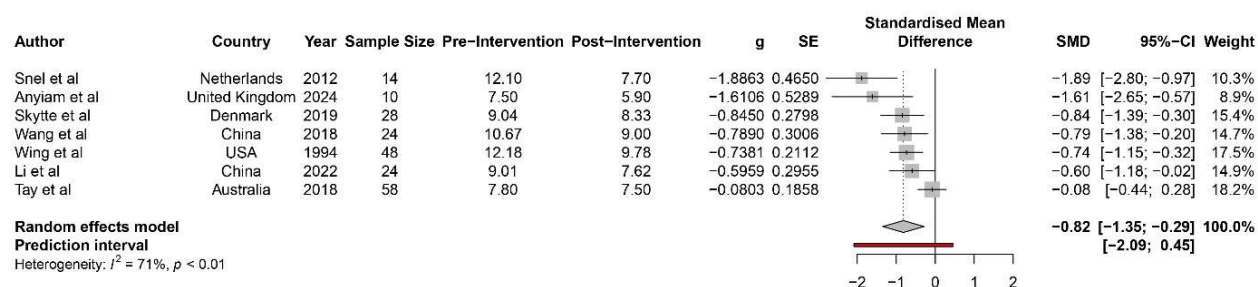 Standardised Mean
Author Country Year Sample Size Pre−Intervention Post−Intervention g SE Difference SMD 95%−CI Weight
Snel et al Netherlands 2012 14 12.10 7.70 −1.8863 0.4650 −1.89 [−2.80; −0.97] 10.3%
Anyiam et al United Kingdom 2024 10 7.50 5.90 −1.6106 0.5289 −1.61 [−2.65; −0.57] 8.9%
Skytte et al Denmark 2019 28 9.04 8.33 −0.8450 0.2798 −0.84 [−1.39; −0.30] 15.4%
Wang et al China 2018 24 10.67 9.00 −0.7890 0.3006 −0.79 [−1.38; −0.20] 14.7%
Wing et al USA 1994 48 12.18 9.78 −0.7381 0.2112 −0.74 [−1.15; −0.32] 17.5%
Li et al China 2022 24 9.01 7.62 −0.5959 0.2955 −0.60 [−1.18; −0.02] 14.9%
Tay et al Australia 2018 58 7.80 7.50 −0.0803 0.1858 −0.08 [−0.44; 0.28] 18.2%
Random effects model −0.82 [−1.35; −0.29] 100.0%
Prediction interval [−2.09; 0.45]
Heterogeneity: I² = 71%, p < 0.01
−2 −1 0 1 2